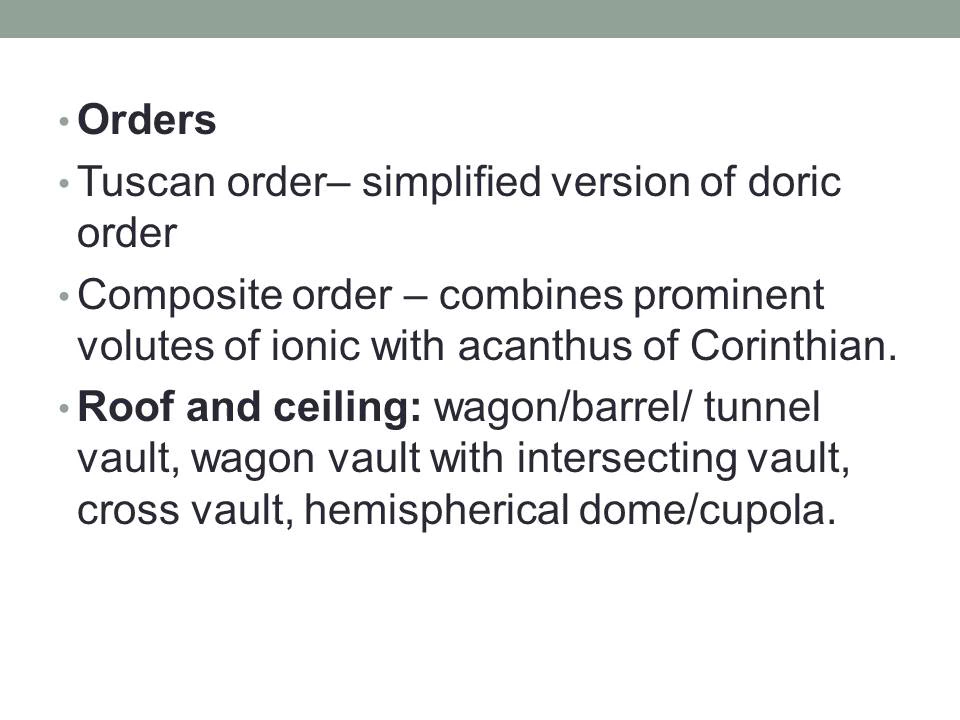 • Orders
• Tuscan order– simplified version of doric
order
• Composite order – combines prominent
volutes of ionic with acanthus of Corinthian.
• Roof and ceiling: wagon/barrel/ tunnel
vault, wagon vault with intersecting vault,
cross vault, hemispherical dome/cupola.